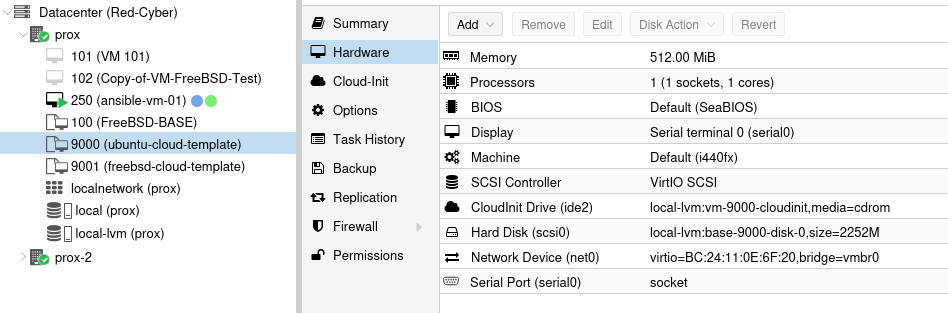 Datacenter (Red-Cyber)
prox
101 (VM 101)
102 (Copy-of-VM-FreeBSD-Test)
250 (ansible-vm-01)
100 (FreeBSD-BASE)
9000 (ubuntu-cloud-template)
9001 (freebsd-cloud-template)
localnetwork (prox)
local (prox)
local-lvm (prox)
prox-2
Summary
Hardware
Cloud-Init
Options
Task History
Backup
Replication
Firewall
Permissions
Add Remove Edit Disk Action Revert
Memory 512.00 MiB
Processors 1 (1 sockets, 1 cores)
BIOS Default (SeaBIOS)
Display Serial terminal 0 (serial0)
Machine Default (i440fx)
SCSI Controller VirtIO SCSI
CloudInit Drive (ide2) local-lvm:vm-9000-cloudinit,media=cdrom
Hard Disk (scsi0) local-lvm:base-9000-disk-0,size=2252M
Network Device (net0) virtio=BC:24:11:0E:6F:20,bridge=vmbr0
Serial Port (serial0) socket